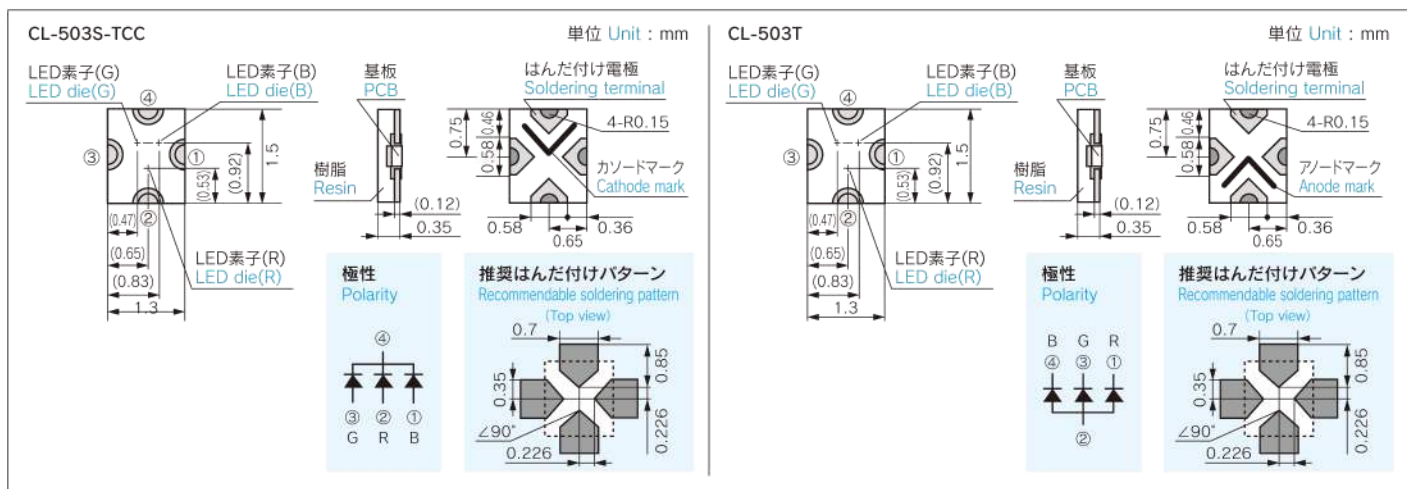 CL-503S-TCC
単位 Unit : mm
LED素子(G)
LED die(G)
LED素子(B)
LED die(B)
④
③
①
②
1.5
(0.92)
(0.53)
(0.47)
(0.65)
(0.83)
1.3
LED素子(R)
LED die(R)
基板
PCB
樹脂
Resin
(0.12)
0.35
はんだ付け電極
Soldering terminal
4-R0.15
0.75
0.46
0.58
カソードマーク
Cathode mark
0.58
0.65
0.36
極性
Polarity
④
③ ② ①
G R B
推奨はんだ付けパターン
Recommendable soldering pattern
(Top view)
0.7
0.85
0.35
0.226
∠90°
0.226
CL-503T
単位 Unit : mm
LED素子(G)
LED die(G)
LED素子(B)
LED die(B)
④
③
①
②
1.5
(0.92)
(0.53)
(0.47)
(0.65)
(0.83)
1.3
LED素子(R)
LED die(R)
基板
PCB
樹脂
Resin
(0.12)
0.35
はんだ付け電極
Soldering terminal
4-R0.15
0.75
0.46
0.58
アノードマーク
Anode mark
0.58
0.65
0.36
極性
Polarity
B G R
④ ③ ①
②
推奨はんだ付けパターン
Recommendable soldering pattern
(Top view)
0.7
0.85
0.35
0.226
∠90°
0.226